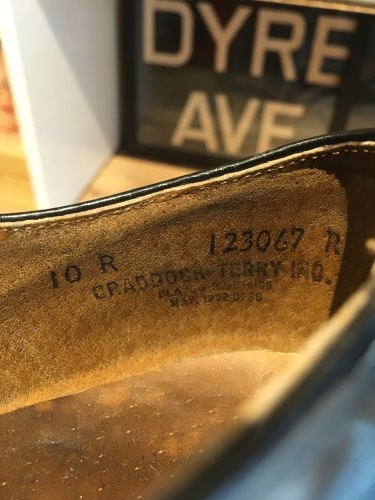 DYRE
AVE
10 R 123067 R
CRADDOCK-TERRY INC.